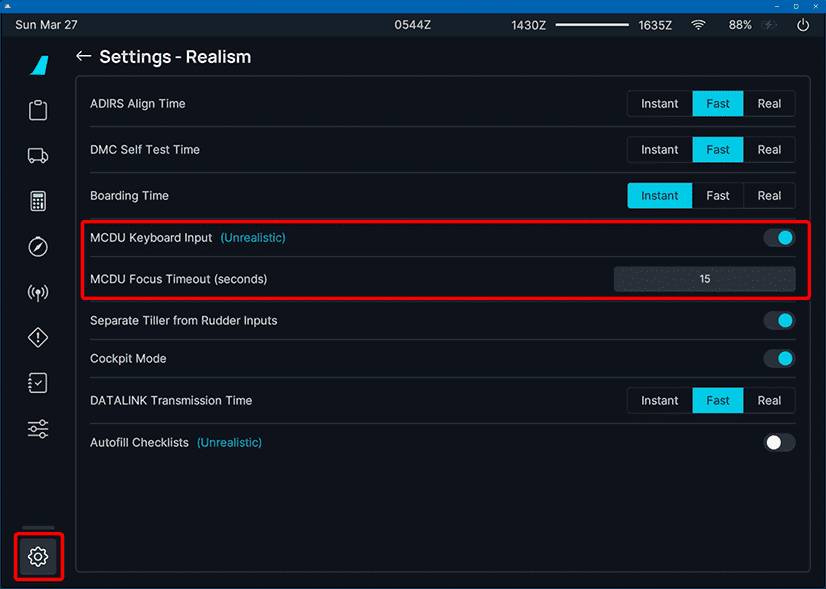 Sun Mar 27 0544Z 1430Z 1635Z 88%
Settings - Realism
ADIRS Align Time Instant Fast Real
DMC Self Test Time Instant Fast Real
Boarding Time Instant Fast Real
MCDU Keyboard Input (Unrealistic)
MCDU Focus Timeout (seconds) 15
Separate Tiller from Rudder Inputs
Cockpit Mode
DATALINK Transmission Time Instant Fast Real
Autofill Checklists (Unrealistic)